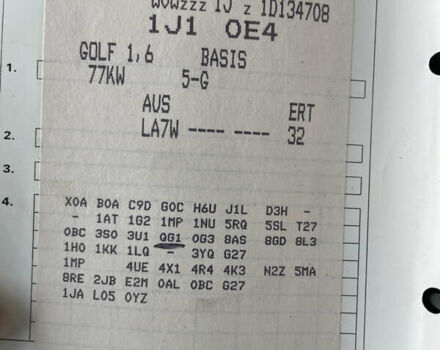 WVWzzz 1J z 1D134708
1J1 0E4
GOLF 1,6 BASIS
1.
77KW 5-G
AUS ERT
LA7W ---- ---- 32
2.
3.
4.
X0A B0A C9D G0C H6U J1L D3H -
- 1AT 1G2 1MP 1NU 5RQ 5SL T27
0BC 3S0 3U1 QG1 0G3 8AS 8GD 8L3
1H0 1KK 1LQ - 3YQ G27
1MP 4UE 4X1 4R4 4K3 N2Z 5MA
8RE 2JB E2M 0AL 0BC G27
1JA L05 0YZ